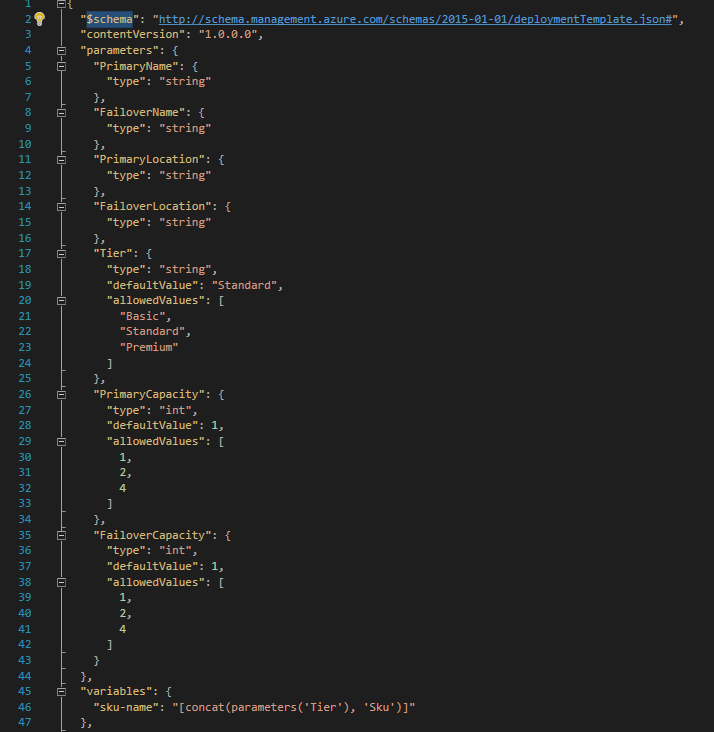 1 {
2 "$schema": "http://schema.management.azure.com/schemas/2015-01-01/deploymentTemplate.json#",
3 "contentVersion": "1.0.0.0",
4 "parameters": {
5 "PrimaryName": {
6 "type": "string"
7 },
8 "FailoverName": {
9 "type": "string"
10 },
11 "PrimaryLocation": {
12 "type": "string"
13 },
14 "FailoverLocation": {
15 "type": "string"
16 },
17 "Tier": {
18 "type": "string",
19 "defaultValue": "Standard",
20 "allowedValues": [
21 "Basic",
22 "Standard",
23 "Premium"
24 ]
25 },
26 "PrimaryCapacity": {
27 "type": "int",
28 "defaultValue": 1,
29 "allowedValues": [
30 1,
31 2,
32 4
33 ]
34 },
35 "FailoverCapacity": {
36 "type": "int",
37 "defaultValue": 1,
38 "allowedValues": [
39 1,
40 2,
41 4
42 ]
43 }
44 },
45 "variables": {
46 "sku-name": "[concat(parameters('Tier'), 'Sku')]"
47 },